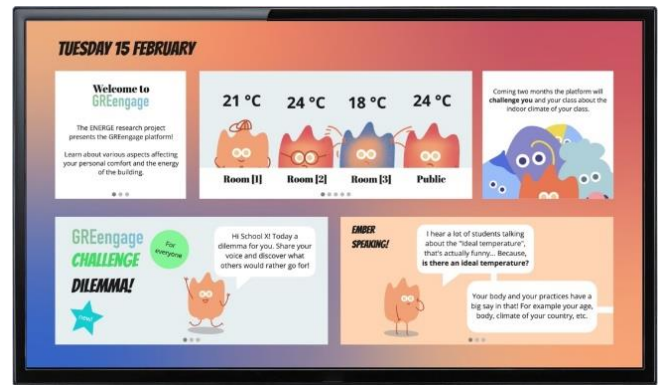 TUESDAY 15 FEBRUARY
Welcome to
GREengage
The ENERGE research project
presents the GREengage platform!
Learn about various aspects affecting
your personal comfort and the energy
of the building.
21 °C
24 °C
18 °C
24 °C
Room [1]
Room [2]
Room [3]
Public
Coming two months the platform will
challenge you and your class about the
indoor climate of your class.
GREengage
CHALLENGE
DILEMMA!
For
everyone
new!
Hi School X! Today a
dilemma for you. Share your
voice and discover what
others would rather go for!
EMBER
SPEAKING!
I hear a lot of students talking
about the "ideal temperature",
that's actually funny... Because,
is there an ideal temperature?
Your body and your practices have a
big say in that! For example your age,
body, climate of your country, etc.